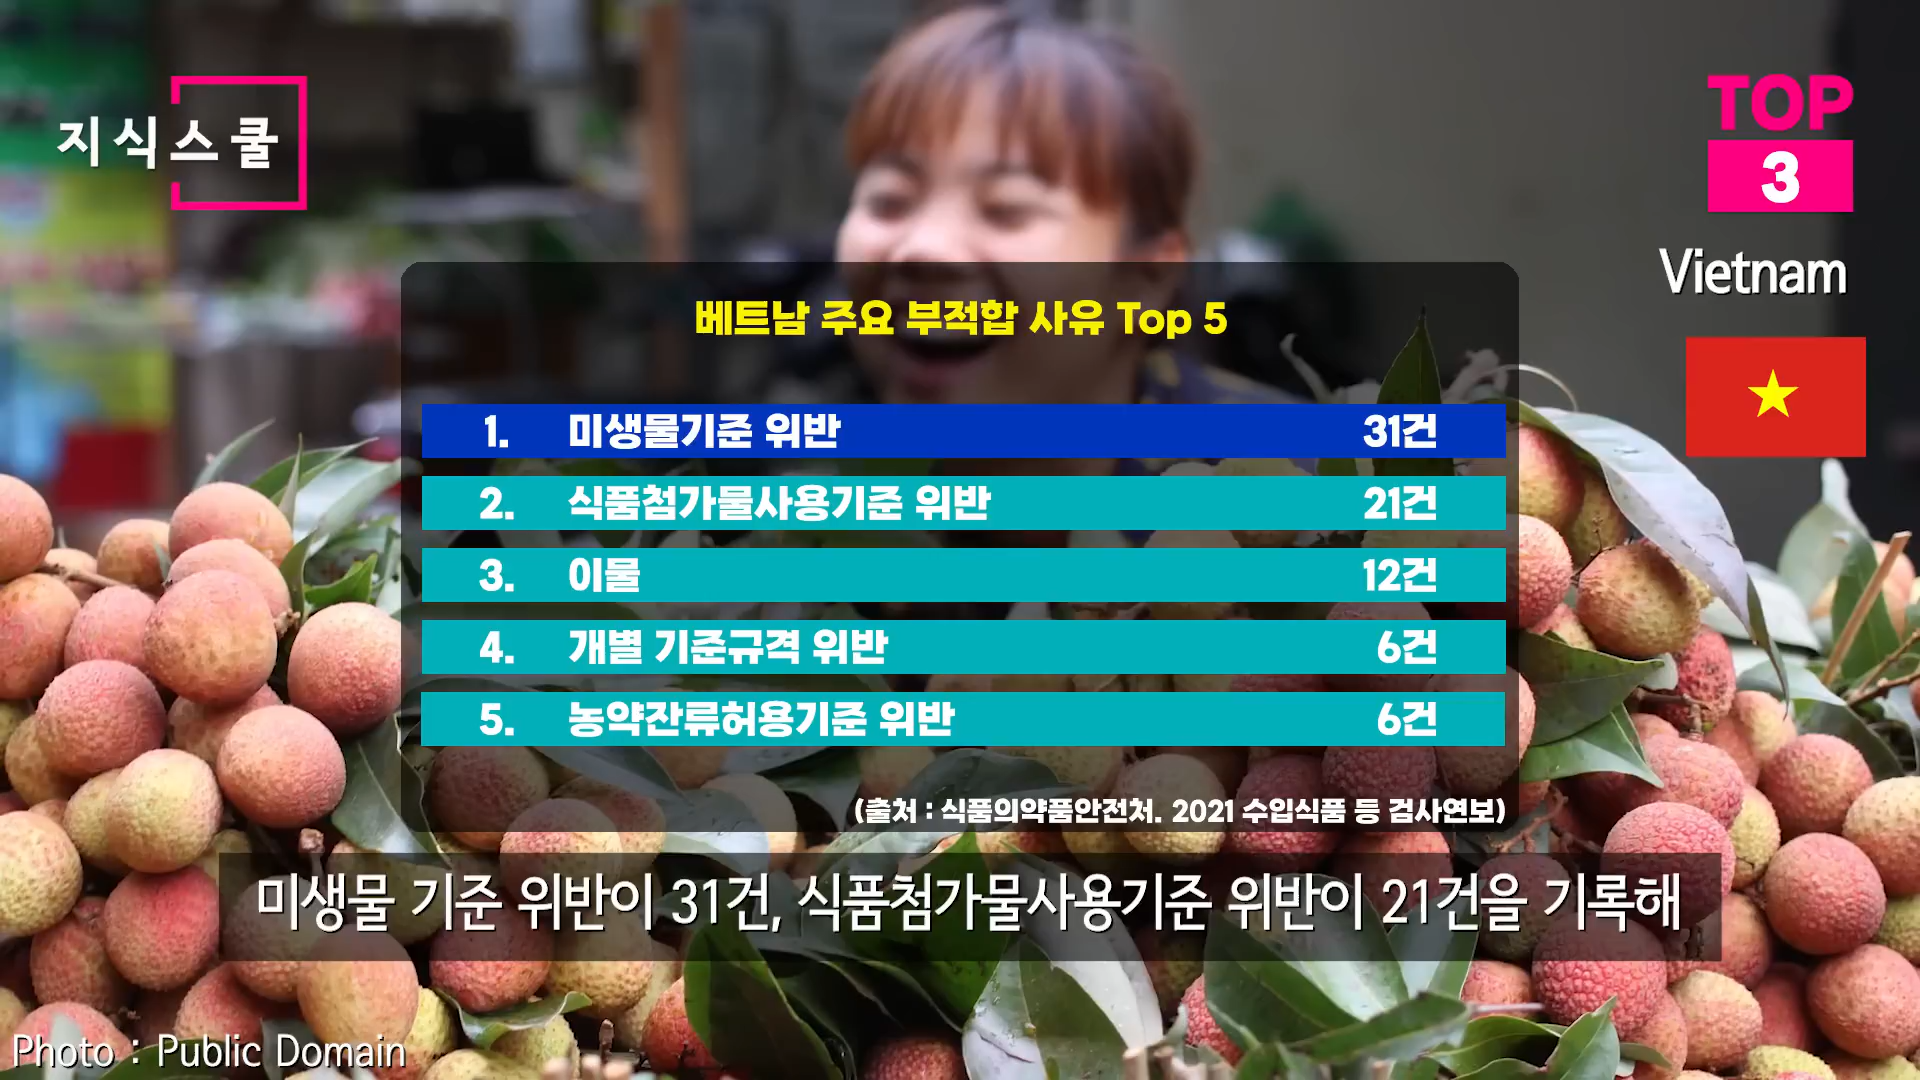 지식스쿨
TOP
3
Vietnam
베트남 주요 부적합 사유 Top 5
1. 미생물기준 위반 31건
2. 식품첨가물사용기준 위반 21건
3. 이물 12건
4. 개별 기준규격 위반 6건
5. 농약잔류허용기준 위반 6건
(출처 : 식품의약품안전처. 2021 수입식품 등 검사연보)
미생물 기준 위반이 31건, 식품첨가물사용기준 위반이 21건을 기록해
Photo : Public Domain